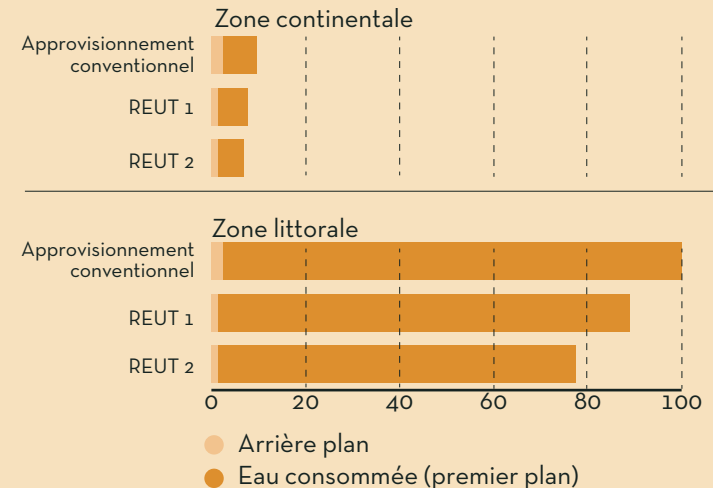 Zone continentale
Approvisionnement
conventionnel
REUT 1
REUT 2
Zone littorale
Approvisionnement
conventionnel
REUT 1
REUT 2
0 20 40 60 80 100
Arrière plan
Eau consommée (premier plan)